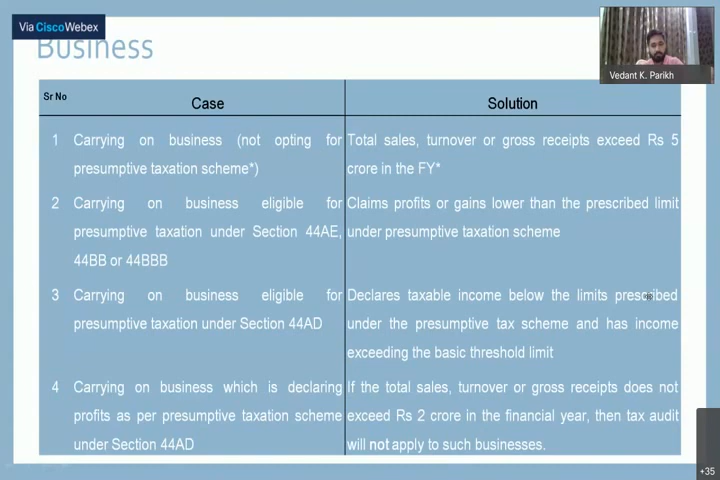 Via CiscoWebex
Business
Vedant K. Parikh
Sr No Case Solution
1 Carrying on business (not opting for presumptive taxation scheme*)
Total sales, turnover or gross receipts exceed Rs 5 crore in the FY*
2 Carrying on business eligible for presumptive taxation under Section 44AE, 44BB or 44BBB
Claims profits or gains lower than the prescribed limit under presumptive taxation scheme
3 Carrying on business eligible for presumptive taxation under Section 44AD
Declares taxable income below the limits prescribed under the presumptive tax scheme and has income exceeding the basic threshold limit
4 Carrying on business which is declaring profits as per presumptive taxation scheme under Section 44AD
If the total sales, turnover or gross receipts does not exceed Rs 2 crore in the financial year, then tax audit will not apply to such businesses.
+35